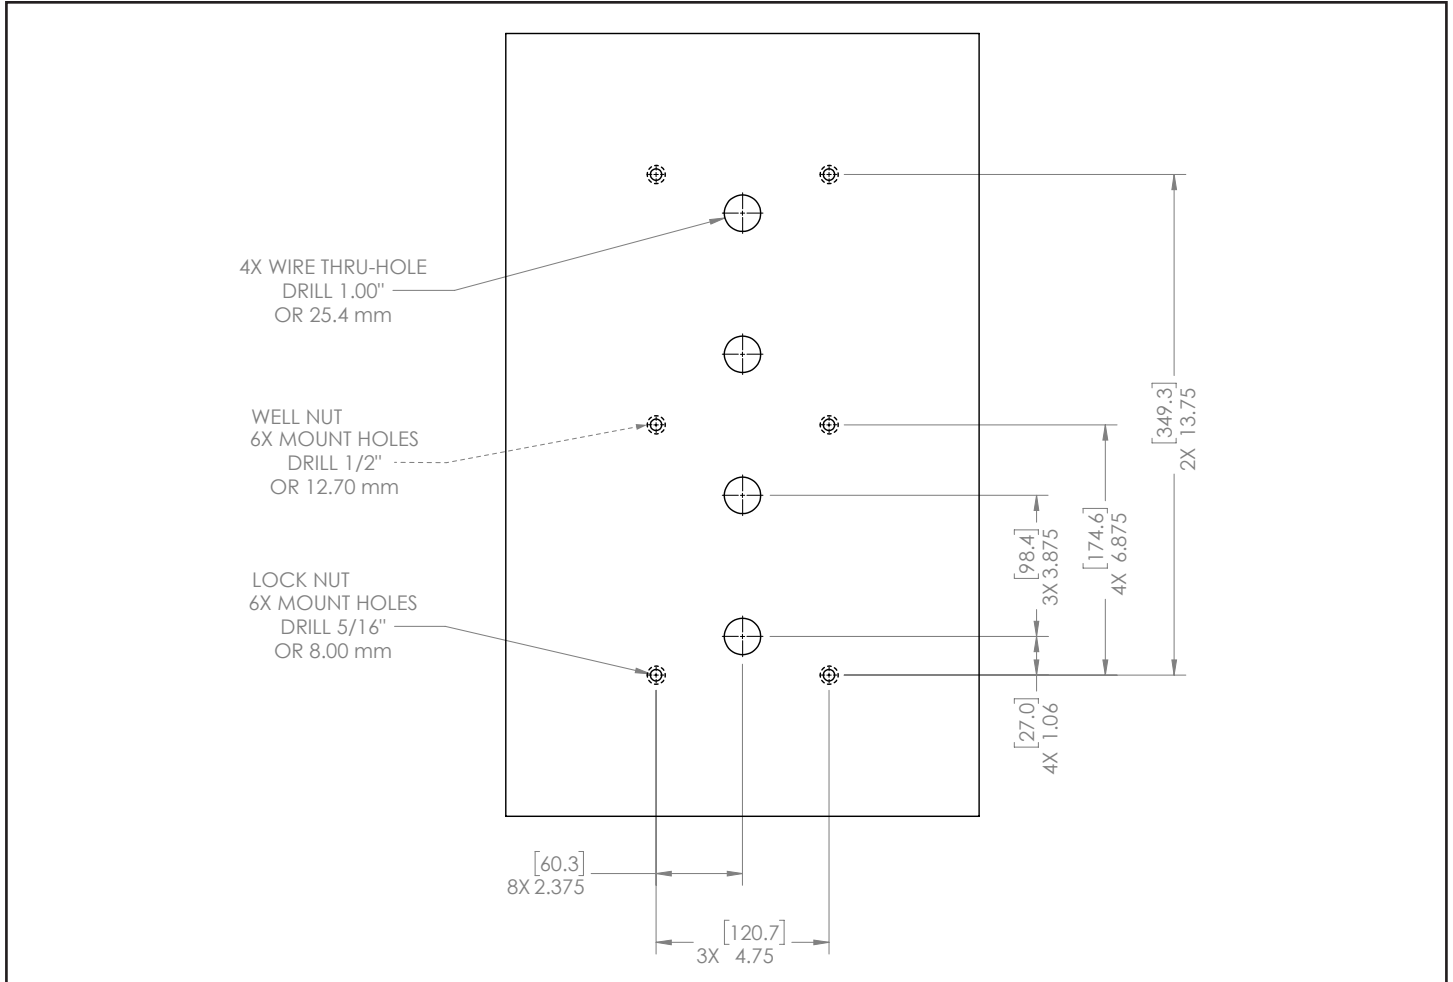 4X WIRE THRU-HOLE
DRILL 1.00"
OR 25.4 mm
WELL NUT
6X MOUNT HOLES
DRILL 1/2"
OR 12.70 mm
LOCK NUT
6X MOUNT HOLES
DRILL 5/16"
OR 8.00 mm
[349.3]
2X 13.75
[174.6]
4X 6.875
[98.4]
3X 3.875
[27.0]
4X 1.06
[60.3]
8X 2.375
[120.7]
3X 4.75